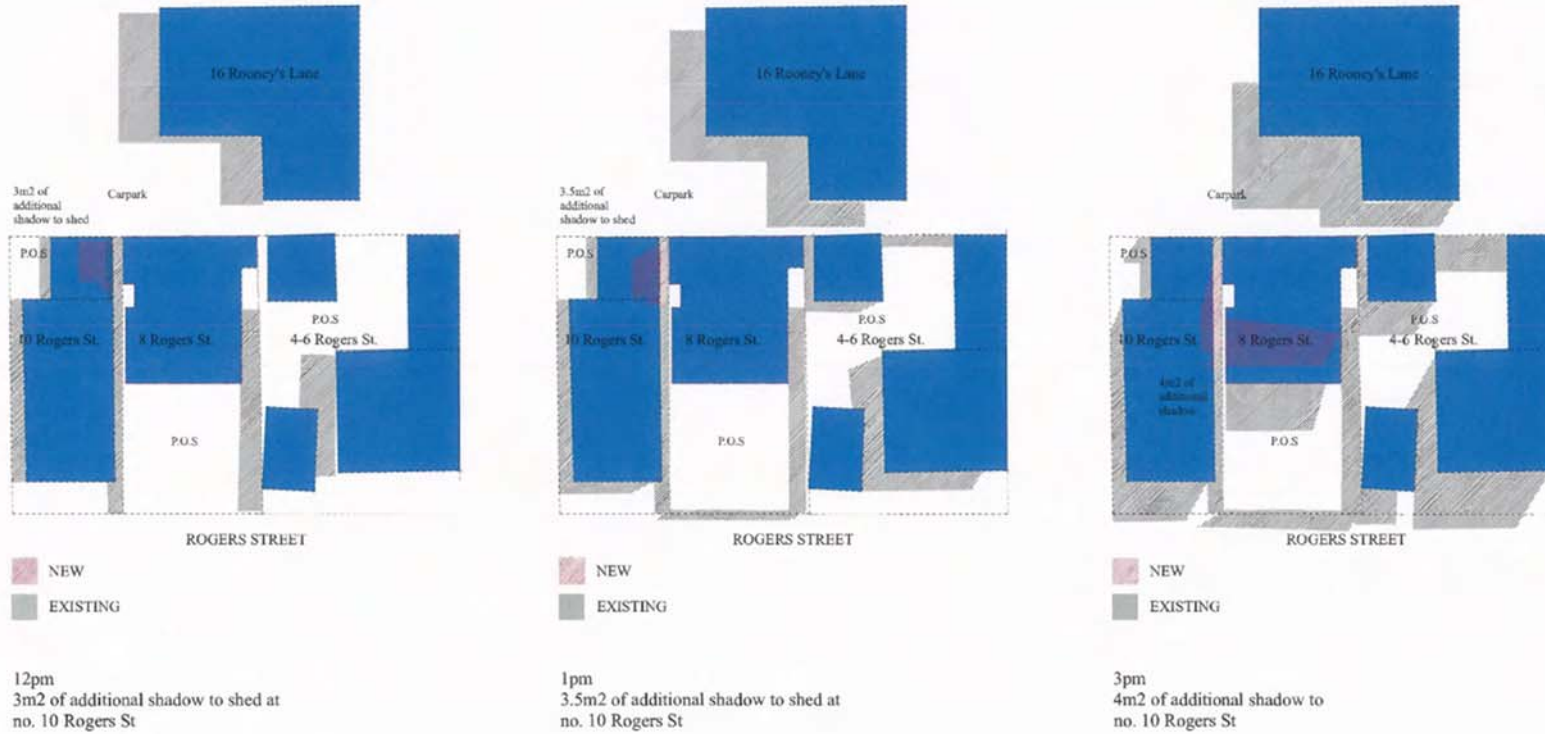 16 Rooney's Lane
3m2 of
additional
shadow to shed
Carpark
P.O.S
10 Rogers St.
8 Rogers St.
P.O.S
4-6 Rogers St.
P.O.S
ROGERS STREET
NEW
EXISTING
12pm
3m2 of additional shadow to shed at
no. 10 Rogers St
16 Rooney's Lane
3.5m2 of
additional
shadow to shed
Carpark
P.O.S
10 Rogers St.
8 Rogers St.
P.O.S
4-6 Rogers St.
P.O.S
ROGERS STREET
NEW
EXISTING
1pm
3.5m2 of additional shadow to shed at
no. 10 Rogers St
16 Rooney's Lane
Carpark
P.O.S
10 Rogers St.
8 Rogers St.
P.O.S
4-6 Rogers St.
4m2 of
additional
shadow
P.O.S
ROGERS STREET
NEW
EXISTING
3pm
4m2 of additional shadow to
no. 10 Rogers St